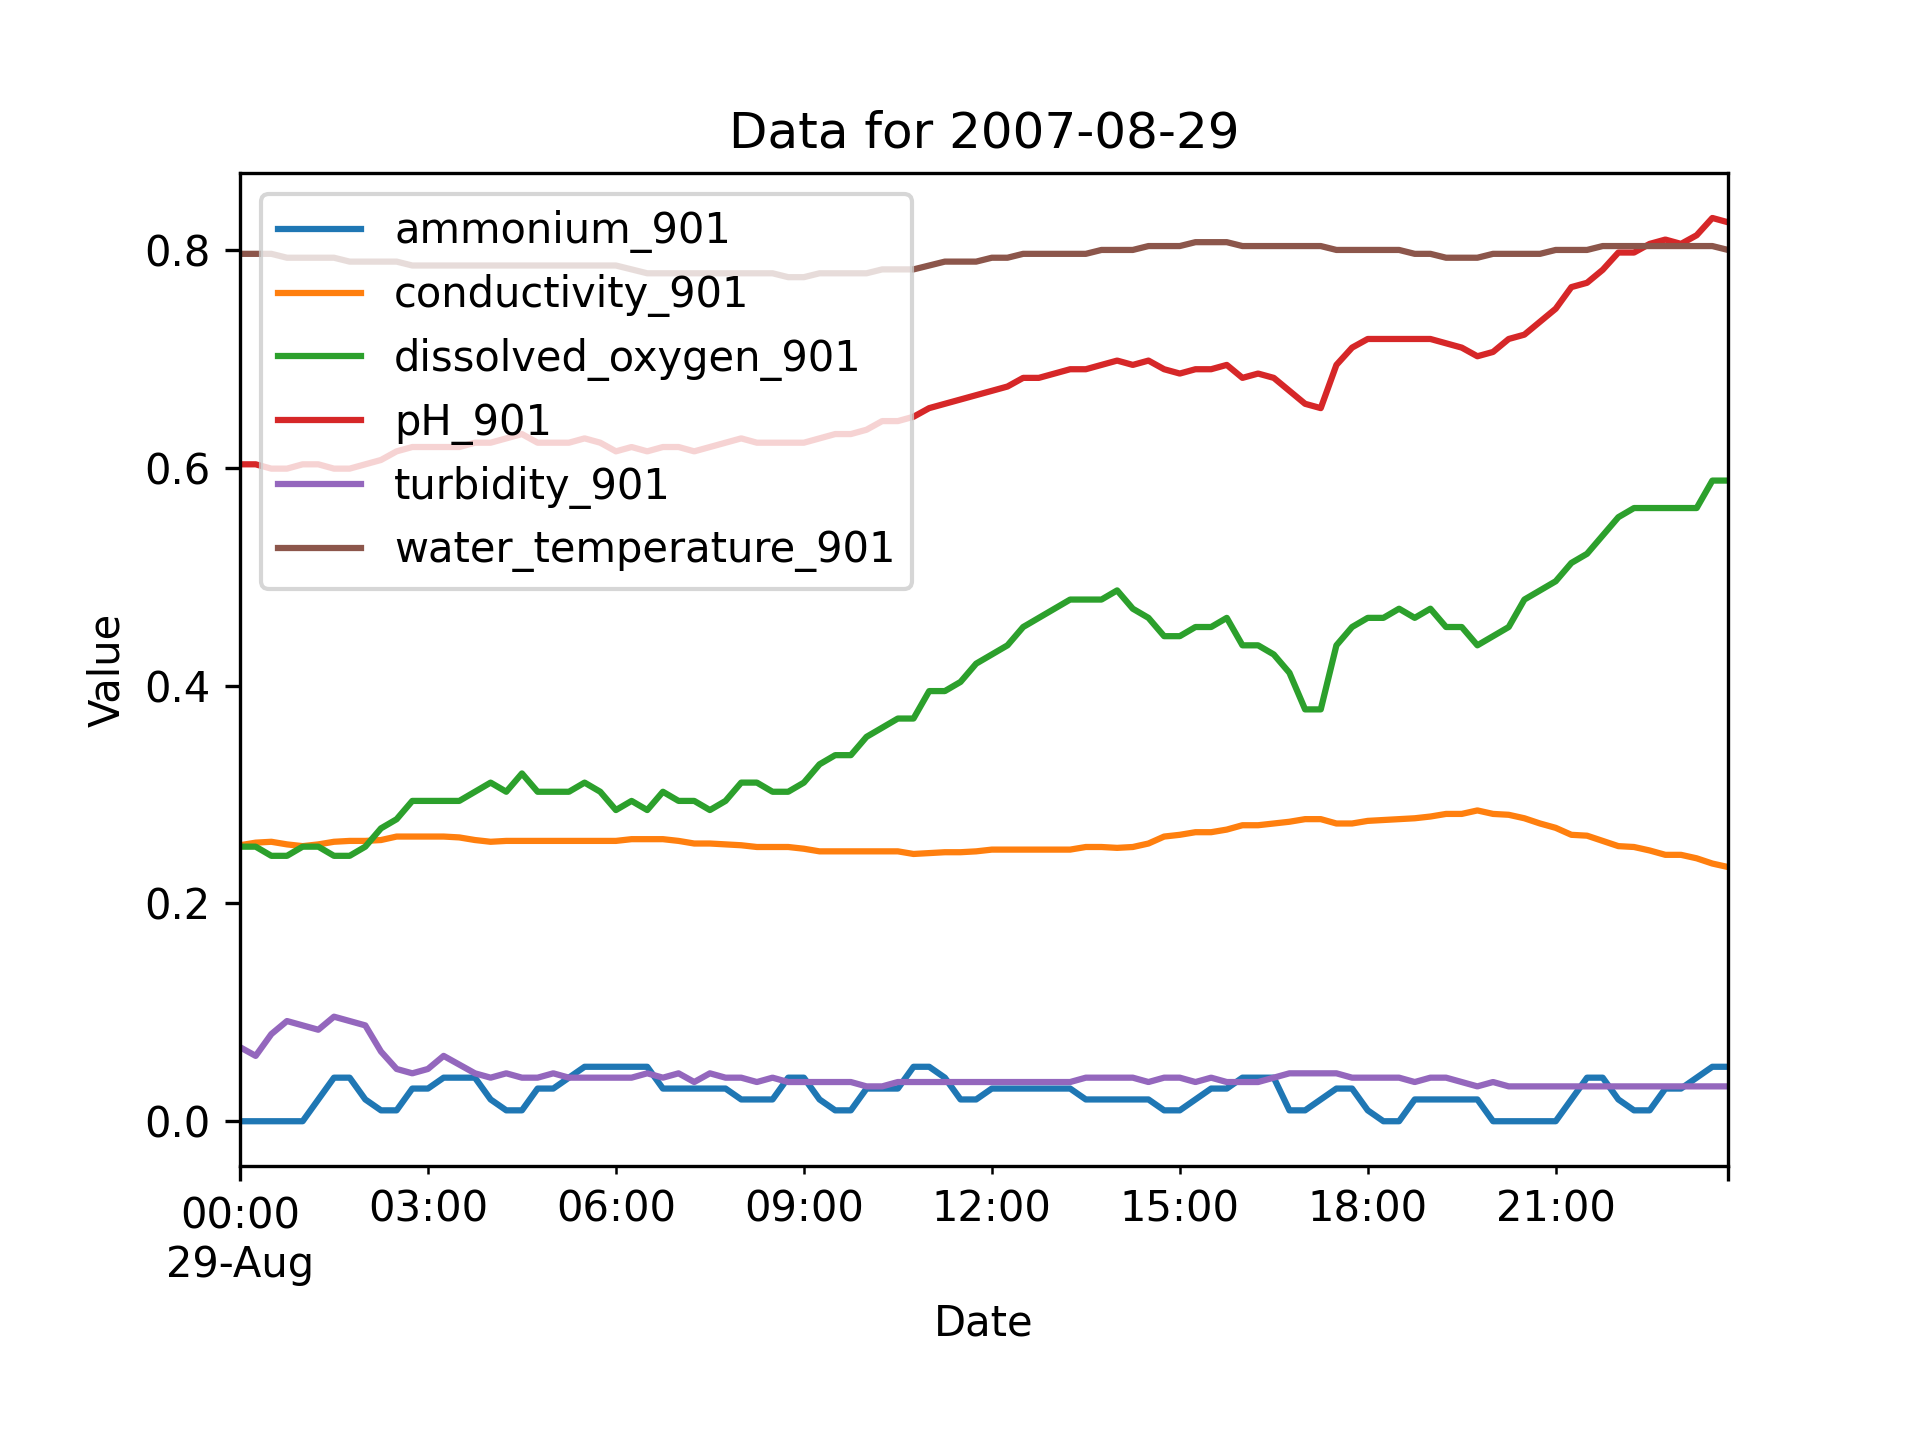 Data for 2007-08-29
ammonium_901
conductivity_901
dissolved_oxygen_901
pH_901
turbidity_901
water_temperature_901
Value
0.8
0.6
0.4
0.2
0.0
00:00 03:00 06:00 09:00 12:00 15:00 18:00 21:00
29-Aug
Date